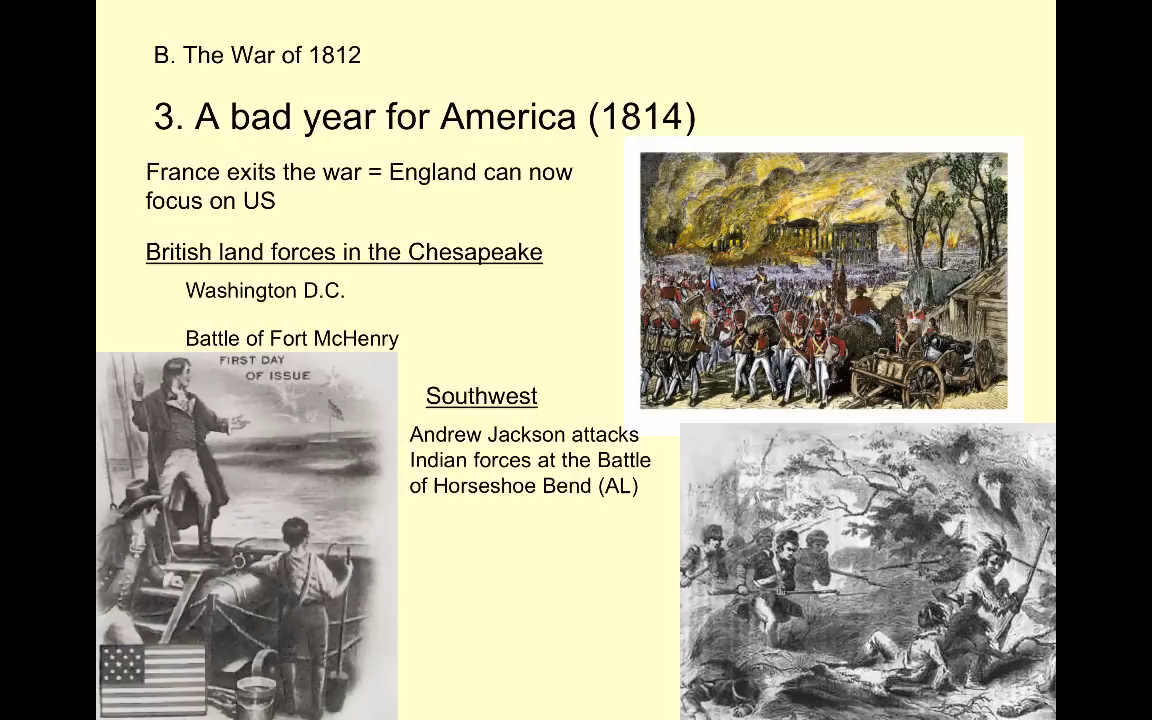 B. The War of 1812
3. A bad year for America (1814)
France exits the war = England can now
focus on US
British land forces in the Chesapeake
Washington D.C.
Battle of Fort McHenry
FIRST DAY
OF ISSUE
Southwest
Andrew Jackson attacks
Indian forces at the Battle
of Horseshoe Bend (AL)